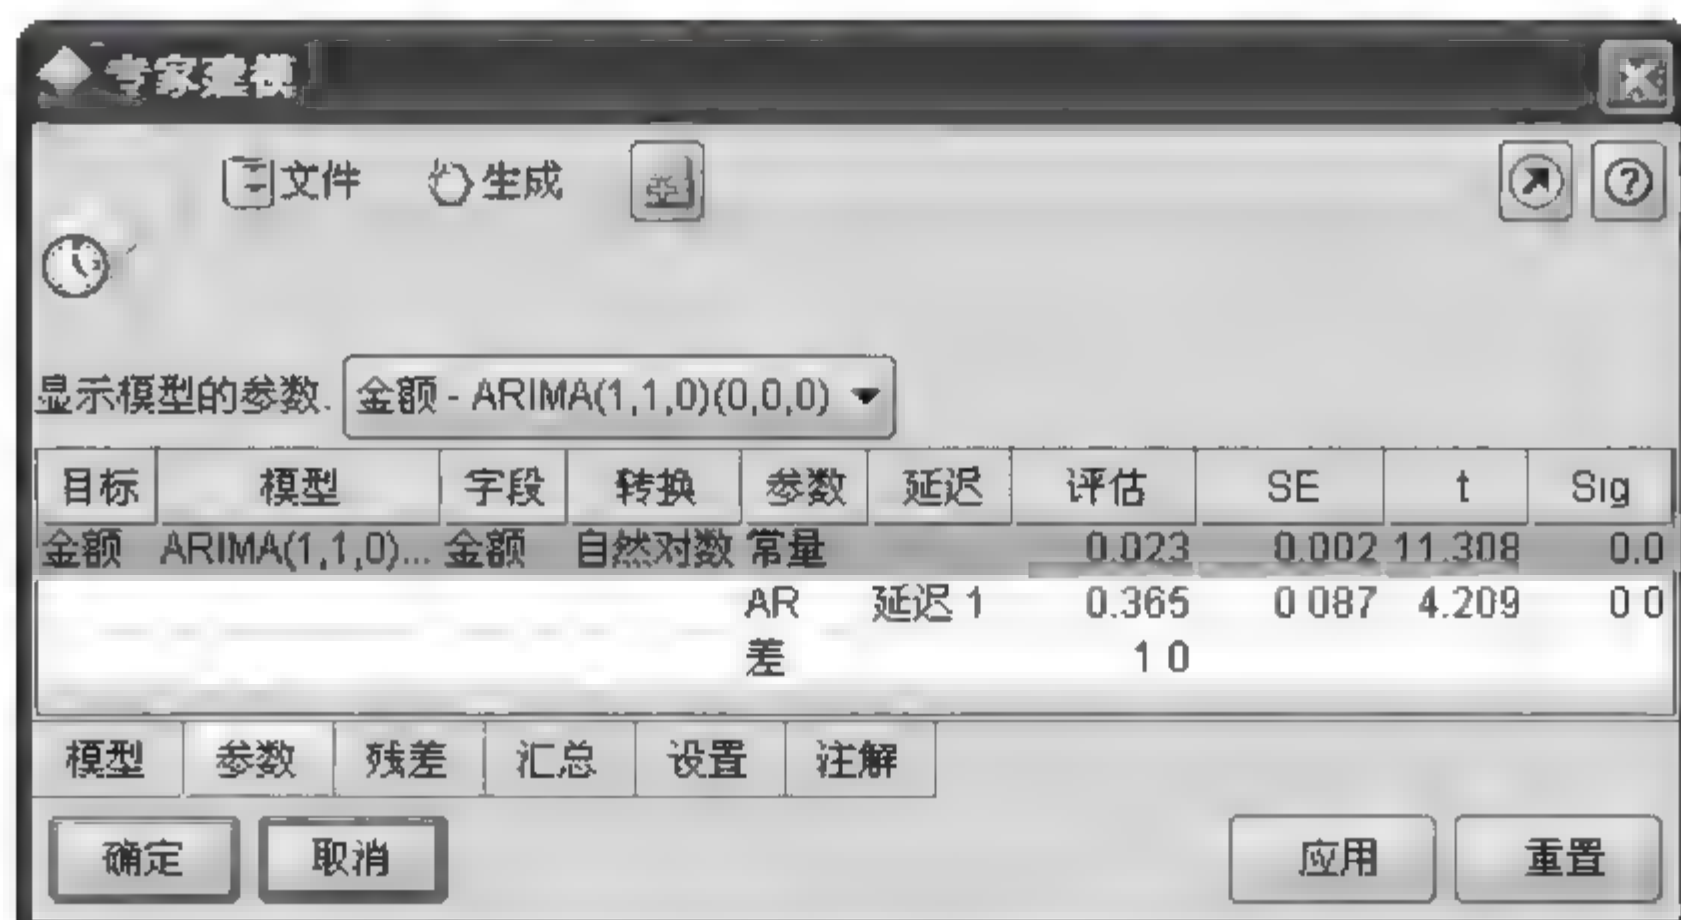 专家建模
文件 生成
显示模型的参数. 金额 - ARIMA(1,1,0)(0,0,0)
目标 模型 字段 转换 参数 延迟 评估 SE t Sig
金额 ARIMA(1,1,0)... 金额 自然对数 常量 0.023 0.002 11.308 0.0
AR 延迟 1 0.365 0 087 4.209 0 0
差 1 0
模型 参数 残差 汇总 设置 注解
确定 取消 应用 重置